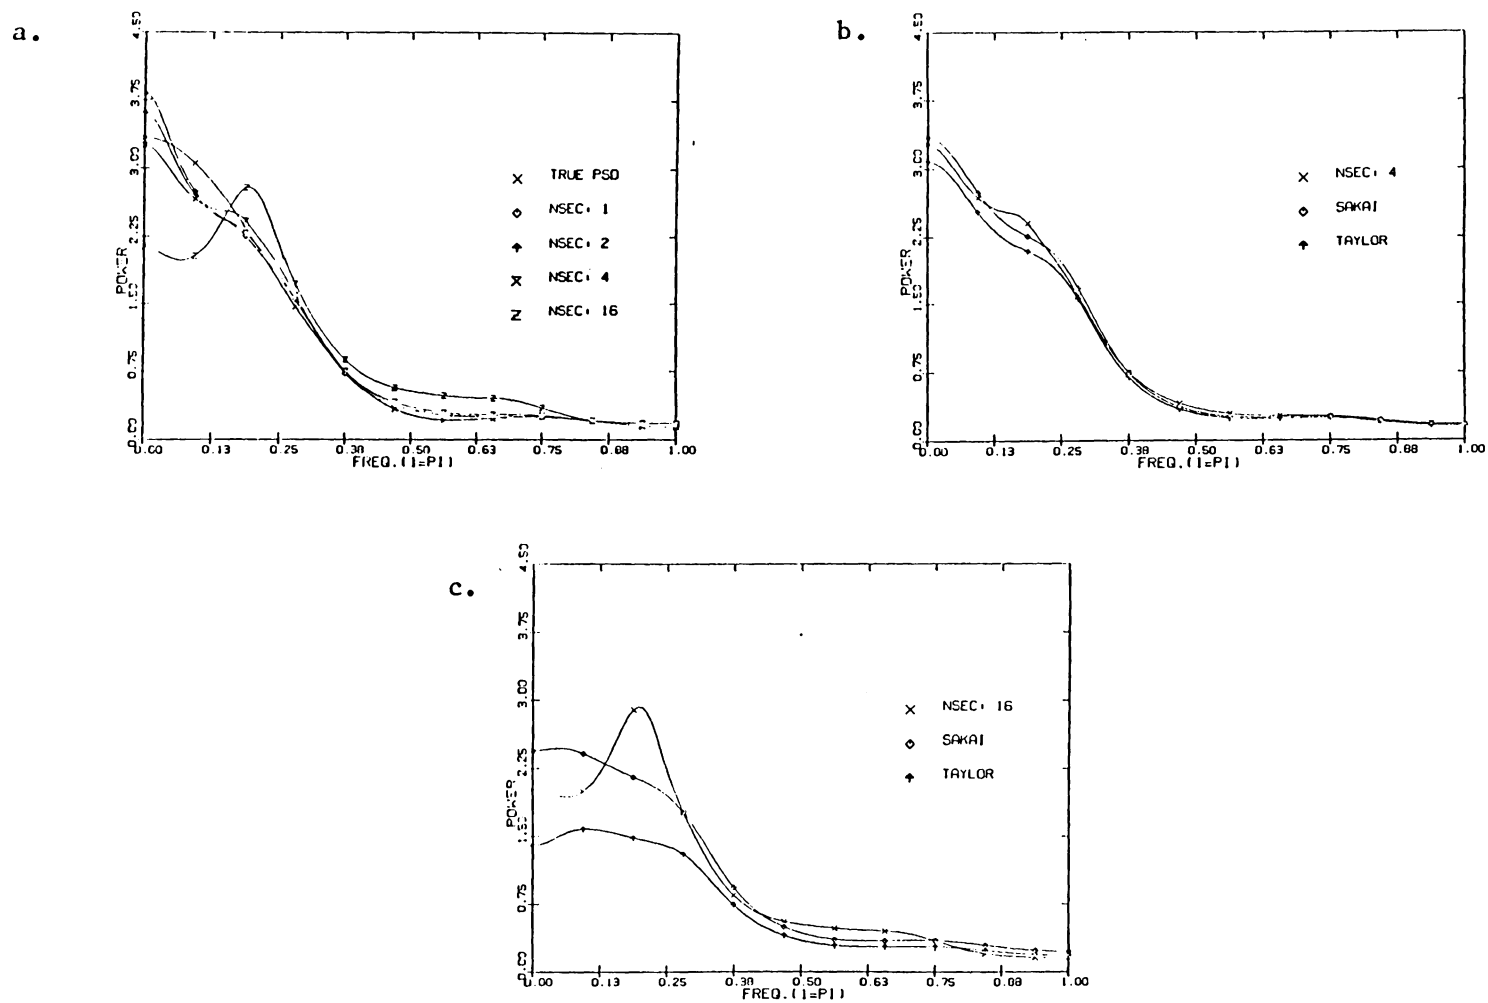 a.
4.50
3.75
3.00
2.25
1.50
0.75
0.00
POWER
TRUE PSD
NSEC: 1
NSEC: 2
NSEC: 4
NSEC: 16
0.00 0.13 0.25 0.38 0.50 0.63 0.75 0.88 1.00
FREQ.(1=PI)
b.
4.50
3.75
3.00
2.25
1.50
0.75
0.00
POWER
NSEC: 4
SAKAI
TAYLOR
0.00 0.13 0.25 0.38 0.50 0.63 0.75 0.88 1.00
FREQ.(1=PI)
c.
4.50
3.75
3.00
2.25
1.50
0.75
0.00
POWER
NSEC: 16
SAKAI
TAYLOR
0.00 0.13 0.25 0.38 0.50 0.63 0.75 0.88 1.00
FREQ.(1=PI)